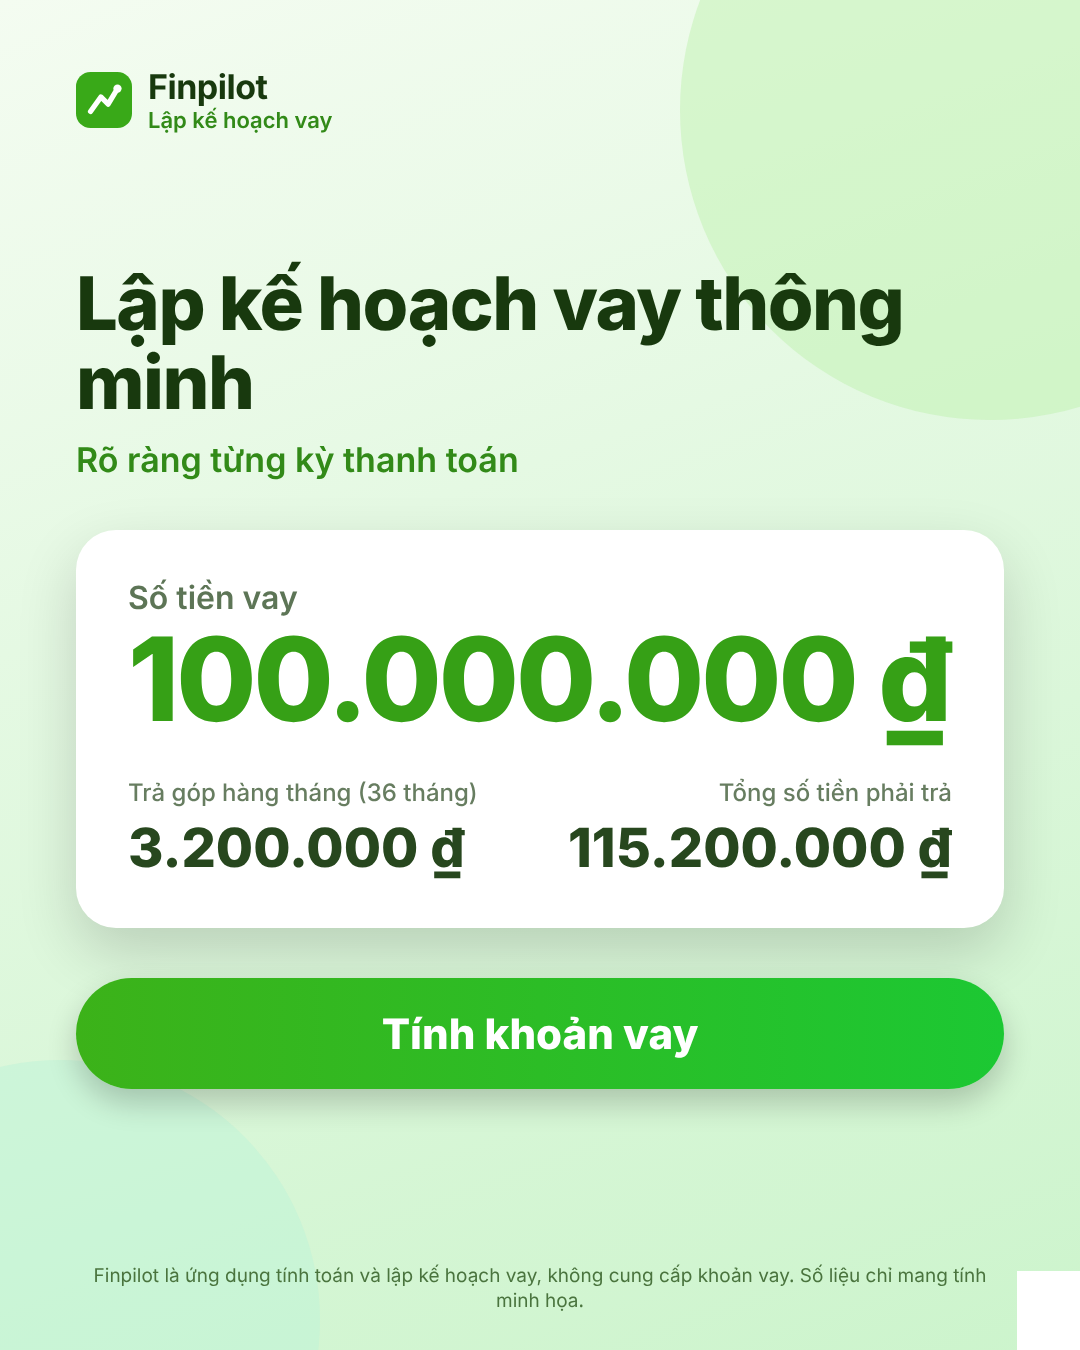 Finpilot
Lập kế hoạch vay
Lập kế hoạch vay thông
minh
Rõ ràng từng kỳ thanh toán
Số tiền vay
100.000.000 ₫
Trả góp hàng tháng (36 tháng)
Tổng số tiền phải trả
3.200.000 ₫
115.200.000 ₫
Tính khoản vay
Finpilot là ứng dụng tính toán và lập kế hoạch vay, không cung cấp khoản vay. Số liệu chỉ mang tính
minh họa.